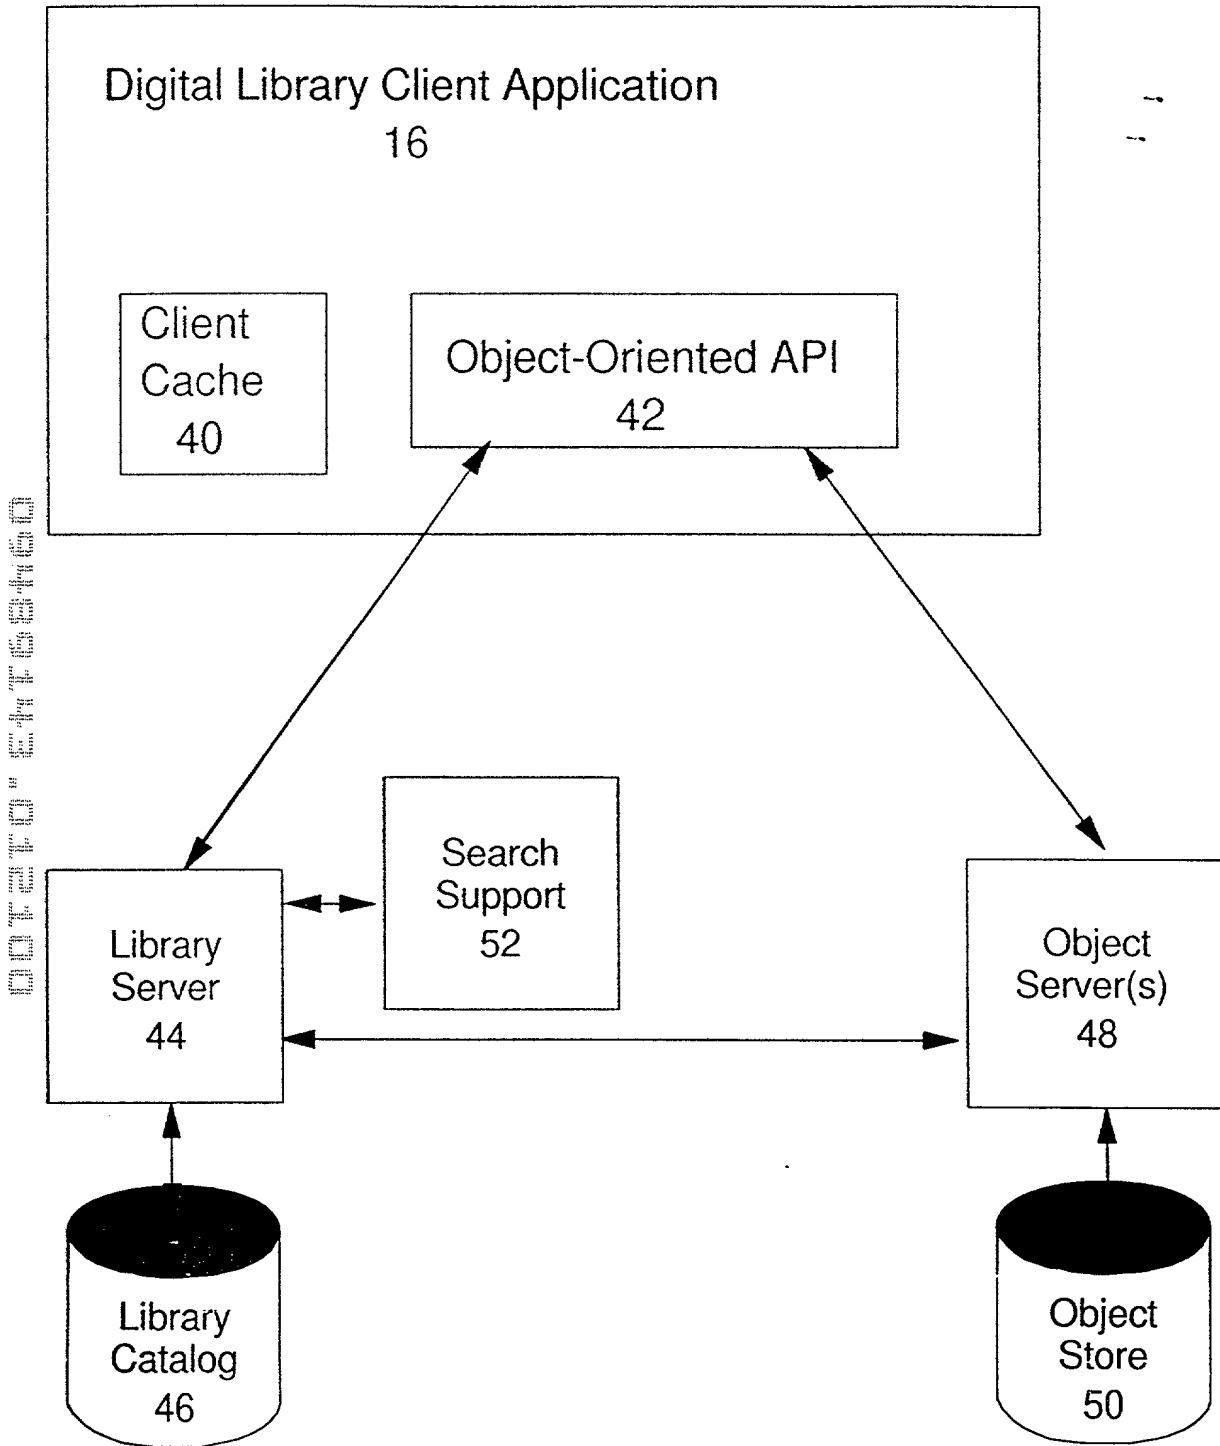 Digital Library Client Application
16
Client
Cache
40
Object-Oriented API
42
Search
Support
52
Library
Server
44
Object
Server(s)
48
Library
Catalog
46
Object
Store
50